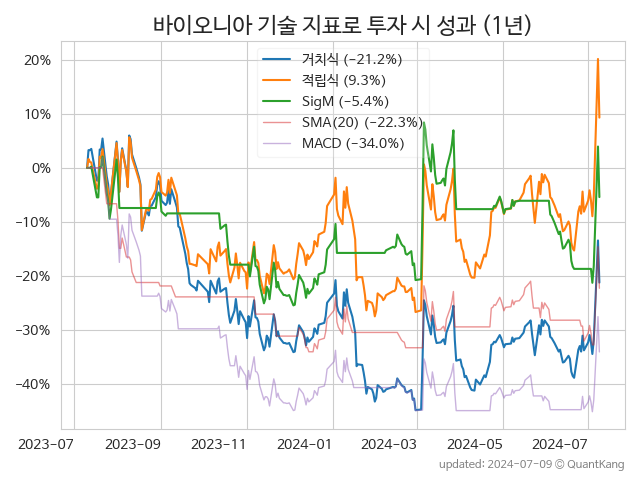 바이오니아 기술 지표로 투자 시 성과 (1년)
거치식 (−21.2%)
적립식 (9.3%)
SigM (−5.4%)
SMA(20) (−22.3%)
MACD (−34.0%)
20%
10%
0%
−10%
−20%
−30%
−40%
2023-07 2023-09 2023-11 2024-01 2024-03 2024-05 2024-07
updated: 2024-07-09 ⓒ QuantKang